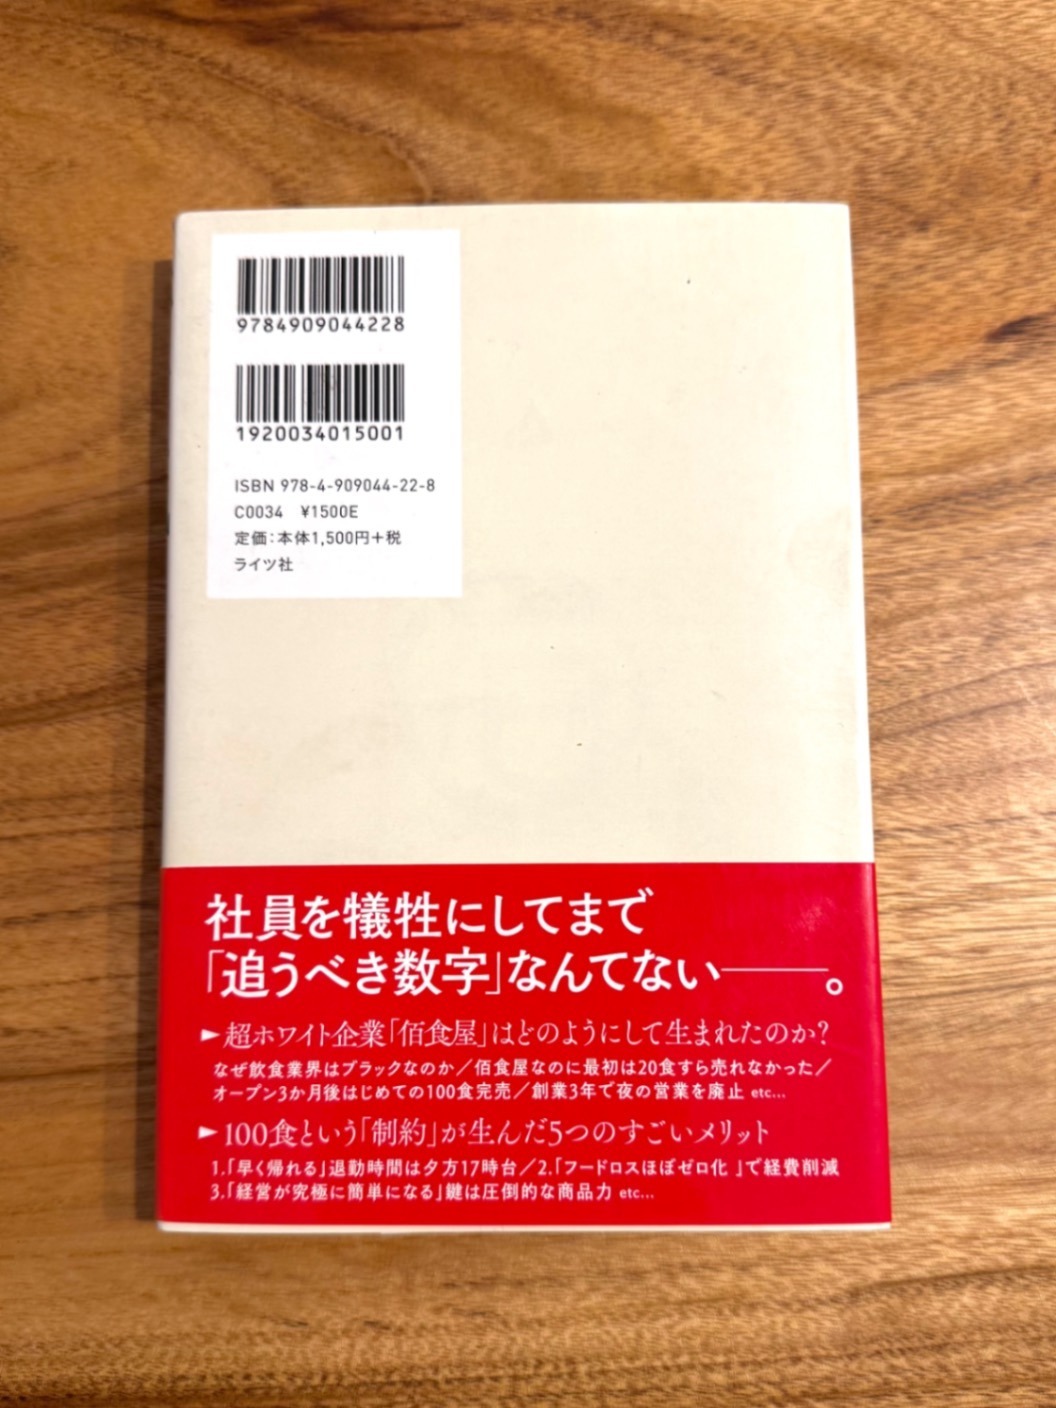 9784909044228
1920034015001
ISBN 978-4-909044-22-8
C0034 ¥1500E
定価：本体1,500円＋税
ライツ社
社員を犠牲にしてまで
「追うべき数字」なんてない――。
►超ホワイト企業「佰食屋」はどのようにして生まれたのか？
なぜ飲食業界はブラックなのか／佰食屋なのに最初は20食すら売れなかった／
オープン3か月後はじめての100食完売／創業3年で夜の営業を廃止 etc...
►100食という「制約」が生んだ5つのすごいメリット
1.「早く帰れる」退勤時間は夕方17時台／2.「フードロスほぼゼロ化 」で経費削減
3.「経営が究極に簡単になる」鍵は圧倒的な商品力 etc...